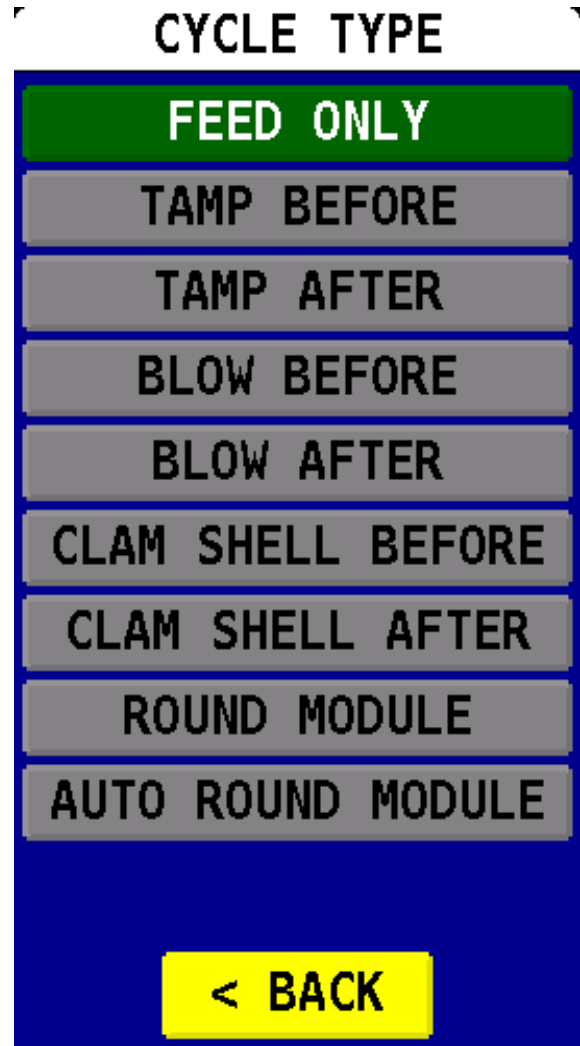 CYCLE TYPE
FEED ONLY
TAMP BEFORE
TAMP AFTER
BLOW BEFORE
BLOW AFTER
CLAM SHELL BEFORE
CLAM SHELL AFTER
ROUND MODULE
AUTO ROUND MODULE
< BACK